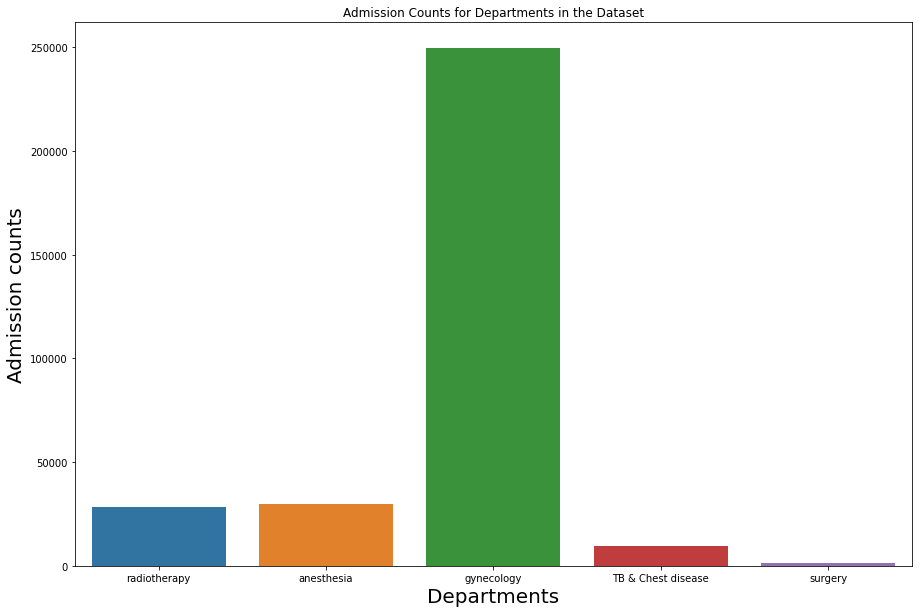 Admission Counts for Departments in the Dataset
Admission counts
250000
200000
150000
100000
50000
0
radiotherapy anesthesia gynecology TB & Chest disease surgery
Departments